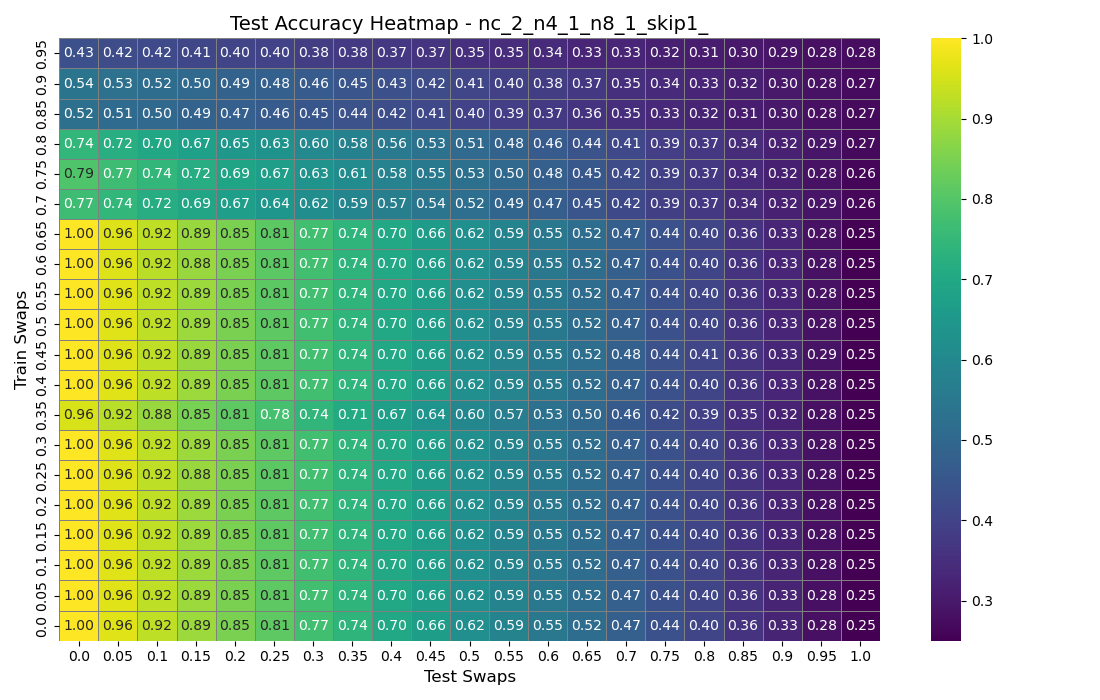 Test Accuracy Heatmap - nc_2_n4_1_n8_1_skip1_
0.95 0.43 0.42 0.42 0.41 0.40 0.40 0.38 0.38 0.37 0.37 0.35 0.35 0.34 0.33 0.33 0.32 0.31 0.30 0.29 0.28 0.28
0.9 0.54 0.53 0.52 0.50 0.49 0.48 0.46 0.45 0.43 0.42 0.41 0.40 0.38 0.37 0.35 0.34 0.33 0.32 0.30 0.28 0.27
0.85 0.52 0.51 0.50 0.49 0.47 0.46 0.45 0.44 0.42 0.41 0.40 0.39 0.37 0.36 0.35 0.33 0.32 0.31 0.30 0.28 0.27
0.8 0.74 0.72 0.70 0.67 0.65 0.63 0.60 0.58 0.56 0.53 0.51 0.48 0.46 0.44 0.41 0.39 0.37 0.34 0.32 0.29 0.27
0.75 0.79 0.77 0.74 0.72 0.69 0.67 0.63 0.61 0.58 0.55 0.53 0.50 0.48 0.45 0.42 0.39 0.37 0.34 0.32 0.28 0.26
0.7 0.77 0.74 0.72 0.69 0.67 0.64 0.62 0.59 0.57 0.54 0.52 0.49 0.47 0.45 0.42 0.39 0.37 0.34 0.32 0.29 0.26
0.65 1.00 0.96 0.92 0.89 0.85 0.81 0.77 0.74 0.70 0.66 0.62 0.59 0.55 0.52 0.47 0.44 0.40 0.36 0.33 0.28 0.25
0.6 1.00 0.96 0.92 0.88 0.85 0.81 0.77 0.74 0.70 0.66 0.62 0.59 0.55 0.52 0.47 0.44 0.40 0.36 0.33 0.28 0.25
0.55 1.00 0.96 0.92 0.89 0.85 0.81 0.77 0.74 0.70 0.66 0.62 0.59 0.55 0.52 0.47 0.44 0.40 0.36 0.33 0.28 0.25
0.5 1.00 0.96 0.92 0.89 0.85 0.81 0.77 0.74 0.70 0.66 0.62 0.59 0.55 0.52 0.47 0.44 0.40 0.36 0.33 0.28 0.25
0.45 1.00 0.96 0.92 0.89 0.85 0.81 0.77 0.74 0.70 0.66 0.62 0.59 0.55 0.52 0.48 0.44 0.41 0.36 0.33 0.29 0.25
0.4 1.00 0.96 0.92 0.89 0.85 0.81 0.77 0.74 0.70 0.66 0.62 0.59 0.55 0.52 0.47 0.44 0.40 0.36 0.33 0.28 0.25
0.35 0.96 0.92 0.88 0.85 0.81 0.78 0.74 0.71 0.67 0.64 0.60 0.57 0.53 0.50 0.46 0.42 0.39 0.35 0.32 0.28 0.25
0.3 1.00 0.96 0.92 0.89 0.85 0.81 0.77 0.74 0.70 0.66 0.62 0.59 0.55 0.52 0.47 0.44 0.40 0.36 0.33 0.28 0.25
0.25 1.00 0.96 0.92 0.88 0.85 0.81 0.77 0.74 0.70 0.66 0.62 0.59 0.55 0.52 0.47 0.44 0.40 0.36 0.33 0.28 0.25
0.2 1.00 0.96 0.92 0.89 0.85 0.81 0.77 0.74 0.70 0.66 0.62 0.59 0.55 0.52 0.47 0.44 0.40 0.36 0.33 0.28 0.25
0.15 1.00 0.96 0.92 0.89 0.85 0.81 0.77 0.74 0.70 0.66 0.62 0.59 0.55 0.52 0.47 0.44 0.40 0.36 0.33 0.28 0.25
0.1 1.00 0.96 0.92 0.89 0.85 0.81 0.77 0.74 0.70 0.66 0.62 0.59 0.55 0.52 0.47 0.44 0.40 0.36 0.33 0.28 0.25
0.05 1.00 0.96 0.92 0.89 0.85 0.81 0.77 0.74 0.70 0.66 0.62 0.59 0.55 0.52 0.47 0.44 0.40 0.36 0.33 0.28 0.25
0.0 1.00 0.96 0.92 0.89 0.85 0.81 0.77 0.74 0.70 0.66 0.62 0.59 0.55 0.52 0.47 0.44 0.40 0.36 0.33 0.28 0.25
0.0 0.05 0.1 0.15 0.2 0.25 0.3 0.35 0.4 0.45 0.5 0.55 0.6 0.65 0.7 0.75 0.8 0.85 0.9 0.95 1.0
Test Swaps
Train Swaps
1.0
0.9
0.8
0.7
0.6
0.5
0.4
0.3